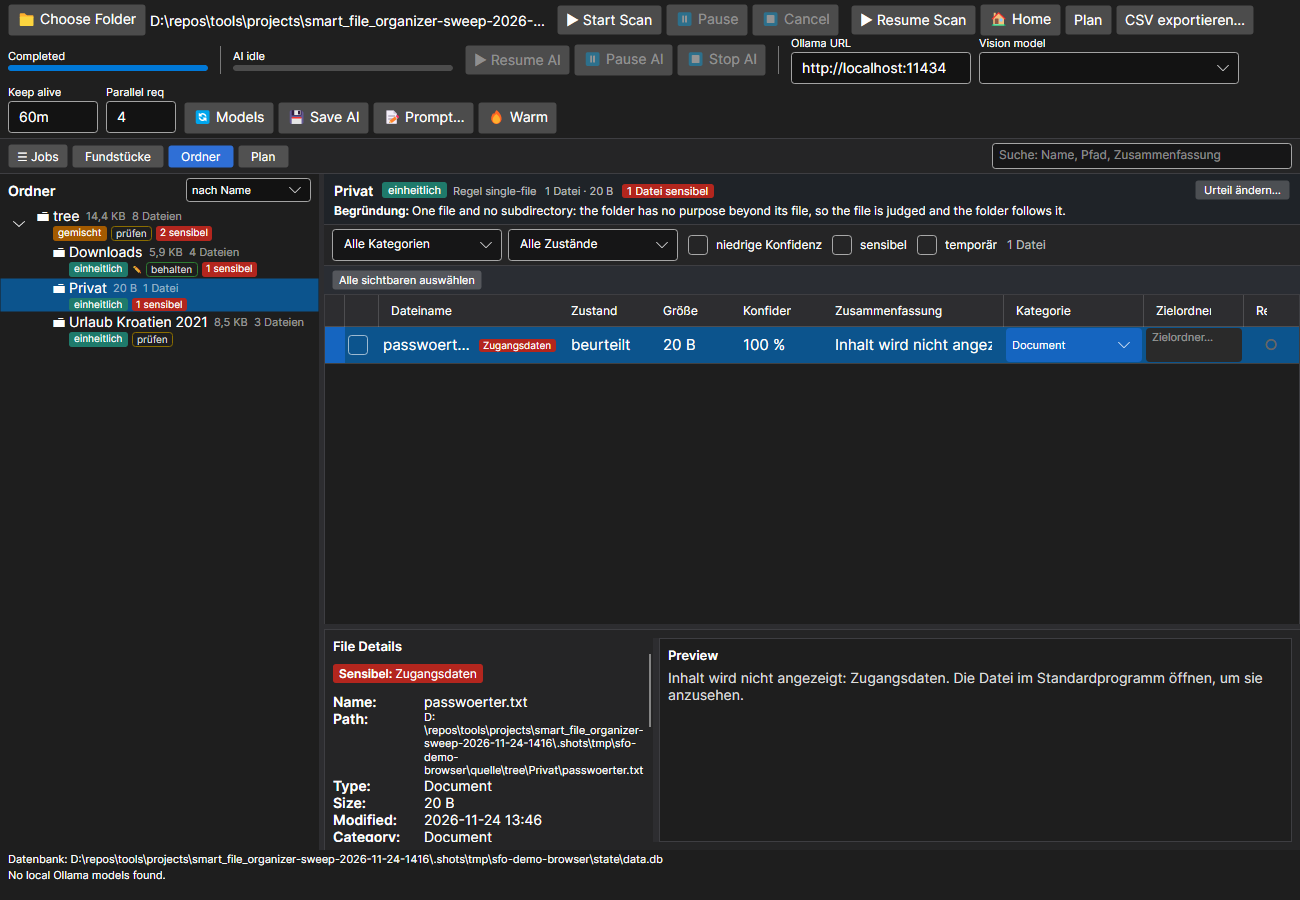 Choose Folder D:\repos\tools\projects\smart_file_organizer-sweep-2026-... Start Scan Pause Cancel Resume Scan Home Plan CSV exportieren...
Completed AI idle Resume AI Pause AI Stop AI Ollama URL Vision model
http://localhost:11434
Keep alive Parallel req
60m 4 Models Save AI Prompt... Warm
☰ Jobs Fundstücke Ordner Plan Suche: Name, Pfad, Zusammenfassung
Ordner nach Name
tree 14,4 KB 8 Dateien
gemischt prüfen 2 sensibel
Downloads 5,9 KB 4 Dateien
einheitlich behalten 1 sensibel
Privat 20 B 1 Datei
einheitlich 1 sensibel
Urlaub Kroatien 2021 8,5 KB 3 Dateien
einheitlich prüfen
Privat einheitlich Regel single-file 1 Datei · 20 B 1 Datei sensibel Urteil ändern...
Begründung: One file and no subdirectory: the folder has no purpose beyond its file, so the file is judged and the folder follows it.
Alle Kategorien Alle Zustände niedrige Konfidenz sensibel temporär 1 Datei
Alle sichtbaren auswählen
Dateiname Zustand Größe Konfider Zusammenfassung Kategorie Zielordner Re
passwoert... Zugangsdaten beurteilt 20 B 100 % Inhalt wird nicht angez Document Zielordner...
File Details
Sensibel: Zugangsdaten
Name: passwoerter.txt
Path: D:
\repos\tools\projects\smart_file_organizer-
sweep-2026-11-24-1416\.shots\tmp\sfo-
demo-
browser\quelle\tree\Privat\passwoerter.txt
Type: Document
Size: 20 B
Modified: 2026-11-24 13:46
Category: Document
Preview
Inhalt wird nicht angezeigt: Zugangsdaten. Die Datei im Standardprogramm öffnen, um sie
anzusehen.
Datenbank: D:\repos\tools\projects\smart_file_organizer-sweep-2026-11-24-1416\.shots\tmp\sfo-demo-browser\state\data.db
No local Ollama models found.